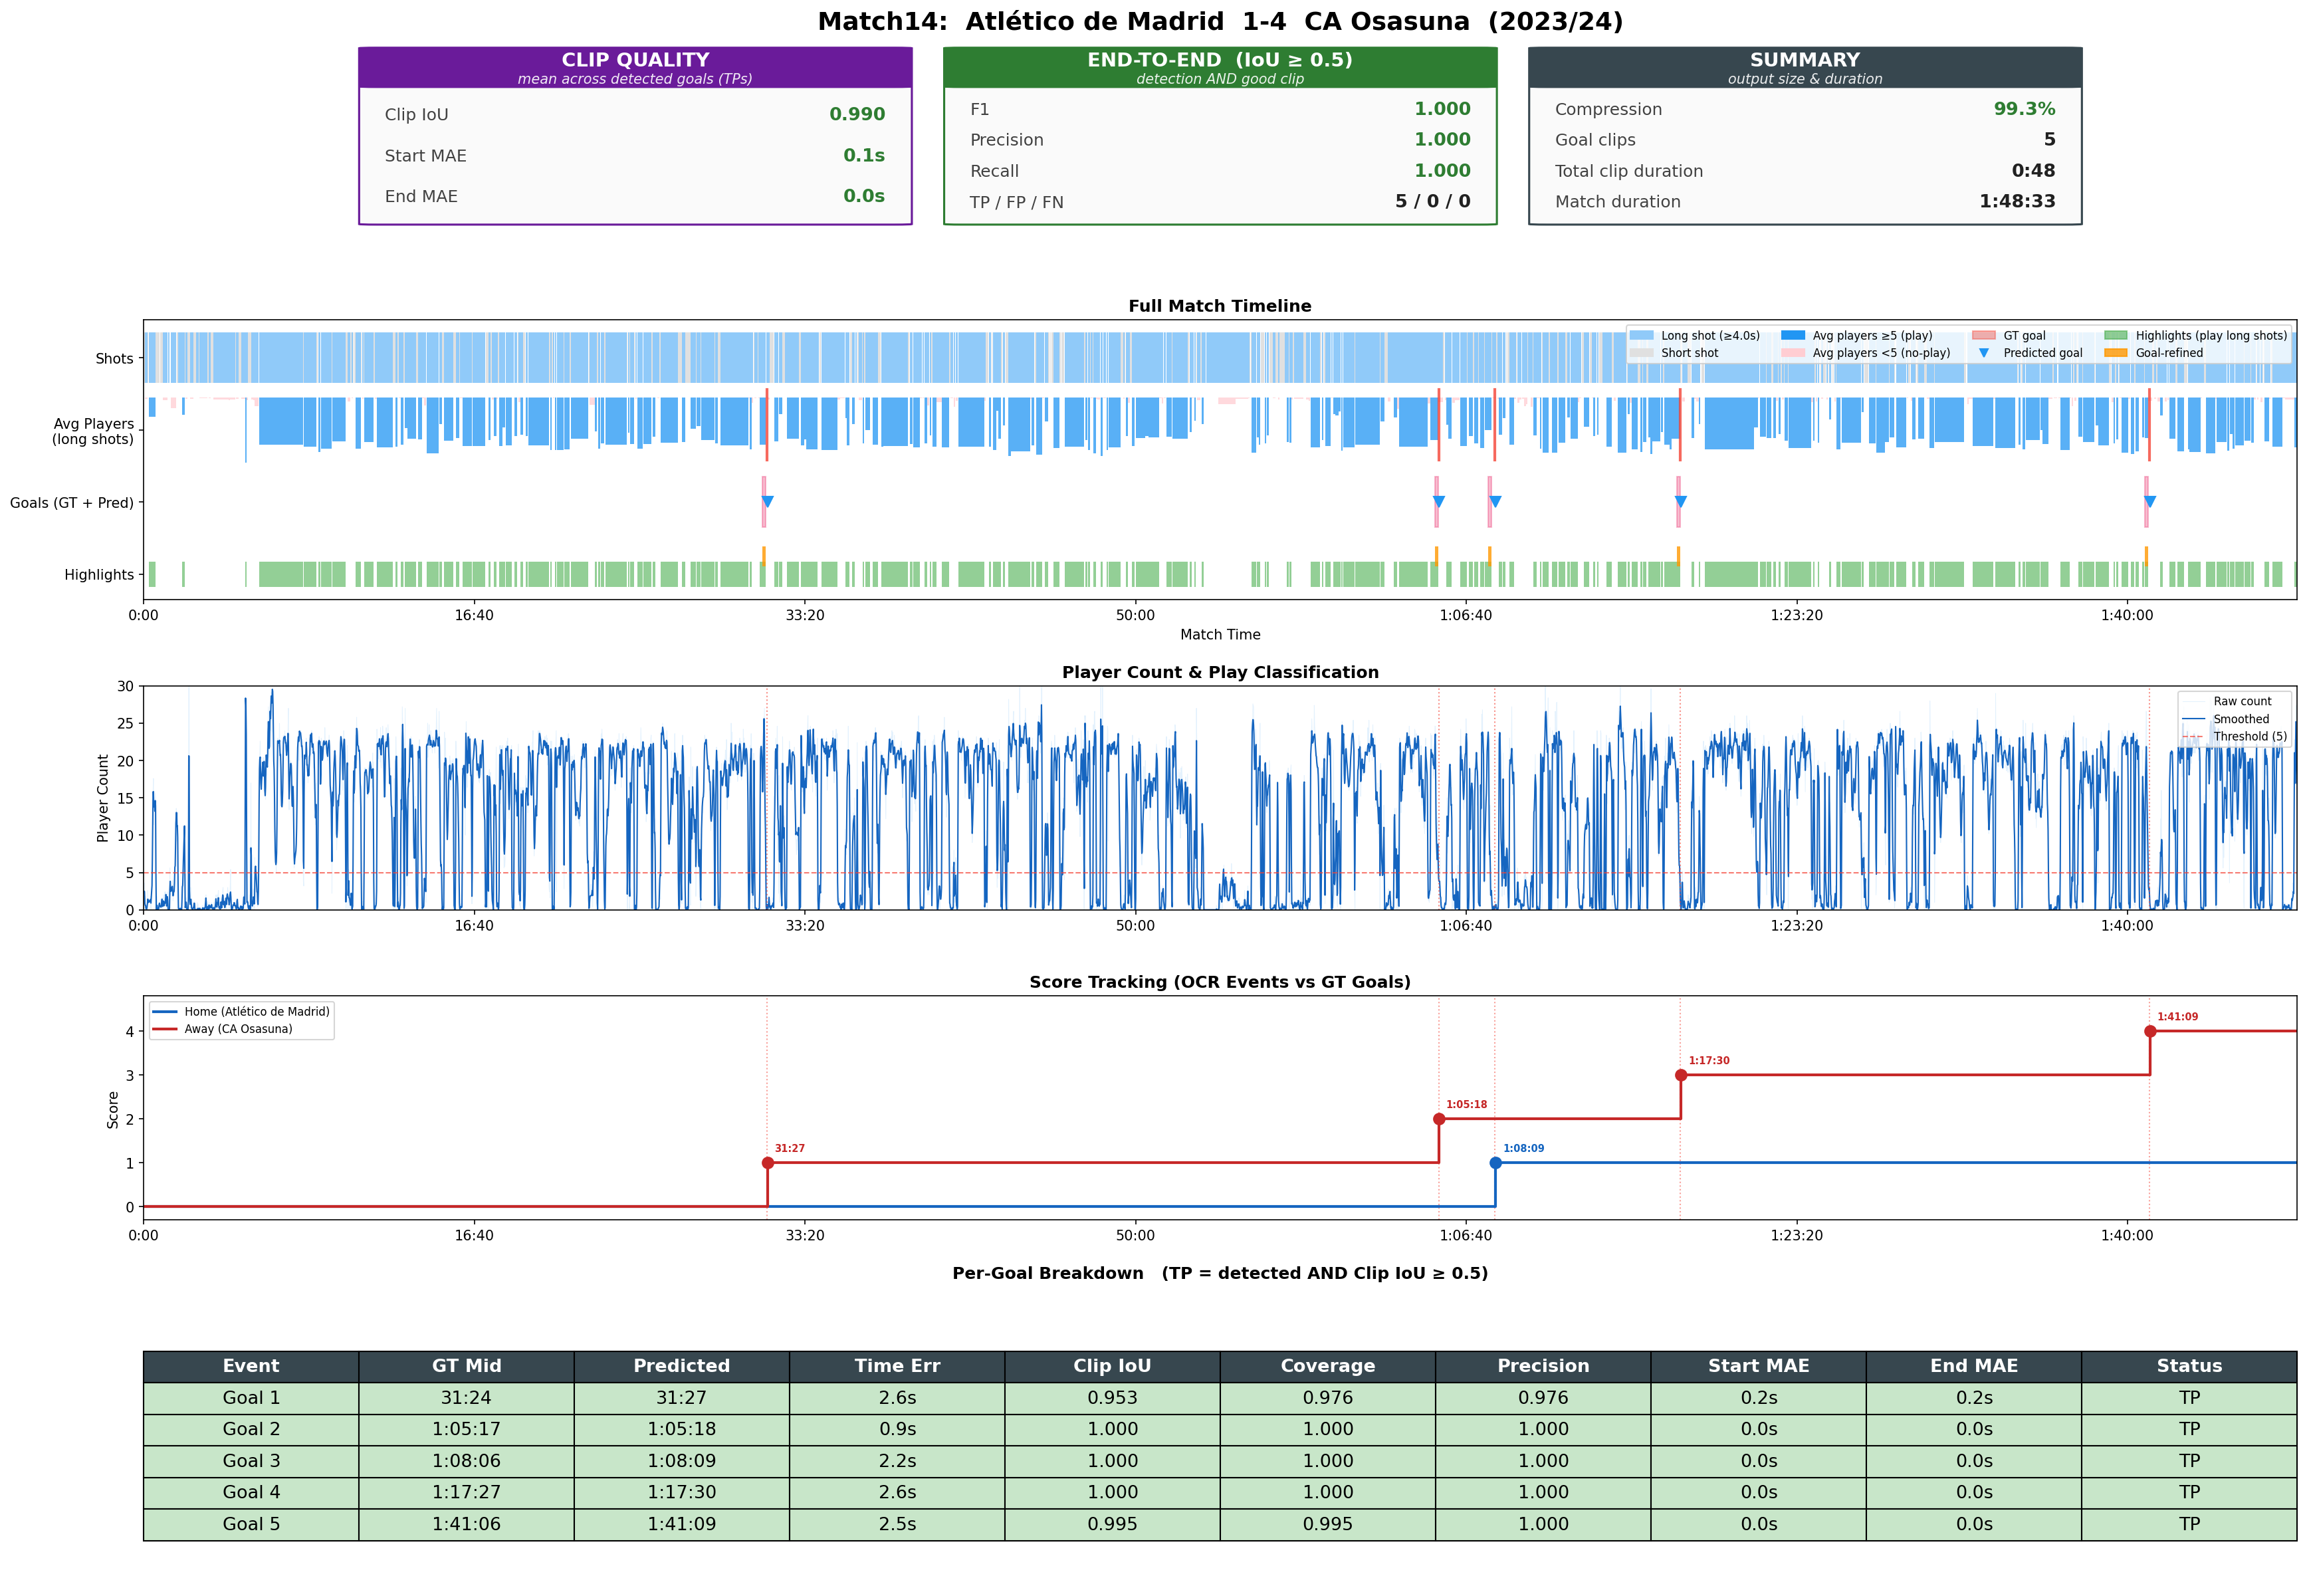 Match14:  Atlético de Madrid  1-4  CA Osasuna  (2023/24)
CLIP QUALITY
mean across detected goals (TPs)
Clip IoU 0.990
Start MAE 0.1s
End MAE 0.0s
END-TO-END  (IoU ≥ 0.5)
detection AND good clip
F1 1.000
Precision 1.000
Recall 1.000
TP / FP / FN 5 / 0 / 0
SUMMARY
output size & duration
Compression 99.3%
Goal clips 5
Total clip duration 0:48
Match duration 1:48:33
Full Match Timeline
Long shot (≥4.0s)
Short shot
Avg players ≥5 (play)
Avg players <5 (no-play)
GT goal
Predicted goal
Highlights (play long shots)
Goal-refined
Shots
Avg Players
(long shots)
Goals (GT + Pred)
Highlights
0:00 16:40 33:20 50:00 1:06:40 1:23:20 1:40:00
Match Time
Player Count & Play Classification
Raw count
Smoothed
Threshold (5)
Player Count
30
25
20
15
10
5
0
0:00 16:40 33:20 50:00 1:06:40 1:23:20 1:40:00
Score Tracking (OCR Events vs GT Goals)
Home (Atlético de Madrid)
Away (CA Osasuna)
Score
4
3
2
1
0
31:27
1:05:18
1:08:09
1:17:30
1:41:09
0:00 16:40 33:20 50:00 1:06:40 1:23:20 1:40:00
Per-Goal Breakdown   (TP = detected AND Clip IoU ≥ 0.5)
Event GT Mid Predicted Time Err Clip IoU Coverage Precision Start MAE End MAE Status
Goal 1 31:24 31:27 2.6s 0.953 0.976 0.976 0.2s 0.2s TP
Goal 2 1:05:17 1:05:18 0.9s 1.000 1.000 1.000 0.0s 0.0s TP
Goal 3 1:08:06 1:08:09 2.2s 1.000 1.000 1.000 0.0s 0.0s TP
Goal 4 1:17:27 1:17:30 2.6s 1.000 1.000 1.000 0.0s 0.0s TP
Goal 5 1:41:06 1:41:09 2.5s 0.995 0.995 1.000 0.0s 0.0s TP